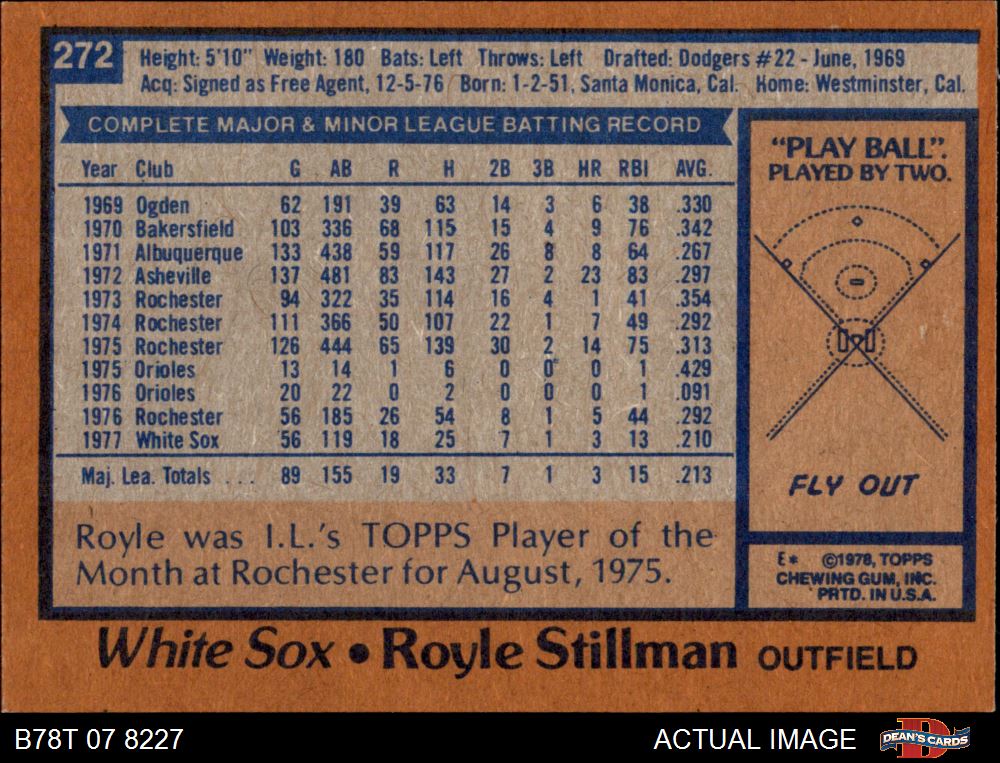 272
Height: 5'10" Weight: 180 Bats: Left Throws: Left Drafted: Dodgers #22 - June, 1969
Acq: Signed as Free Agent, 12-5-76 Born: 1-2-51, Santa Monica, Cal. Home: Westminster, Cal.
COMPLETE MAJOR & MINOR LEAGUE BATTING RECORD
Year Club G AB R H 2B 3B HR RBI AVG.
1969 Ogden 62 191 39 63 14 3 6 38 .330
1970 Bakersfield 103 336 68 115 15 4 9 76 .342
1971 Albuquerque 133 438 59 117 26 8 8 64 .267
1972 Asheville 137 481 83 143 27 2 23 83 .297
1973 Rochester 94 322 35 114 16 4 1 41 .354
1974 Rochester 111 366 50 107 22 1 7 49 .292
1975 Rochester 126 444 65 139 30 2 14 75 .313
1975 Orioles 13 14 1 6 0 0 0 1 .429
1976 Orioles 20 22 0 2 0 0 0 1 .091
1976 Rochester 56 185 26 54 8 1 5 44 .292
1977 White Sox 56 119 18 25 7 1 3 13 .210
Maj. Lea. Totals . . . 89 155 19 33 7 1 3 15 .213
Royle was I.L.'s TOPPS Player of the
Month at Rochester for August, 1975.
"PLAY BALL".
PLAYED BY TWO.
FLY OUT
E* ©1978, TOPPS
CHEWING GUM, INC.
PRTD. IN U.S.A.
White Sox • Royle Stillman OUTFIELD
B78T 07 8227
ACTUAL IMAGE
D
DEAN'S CARDS